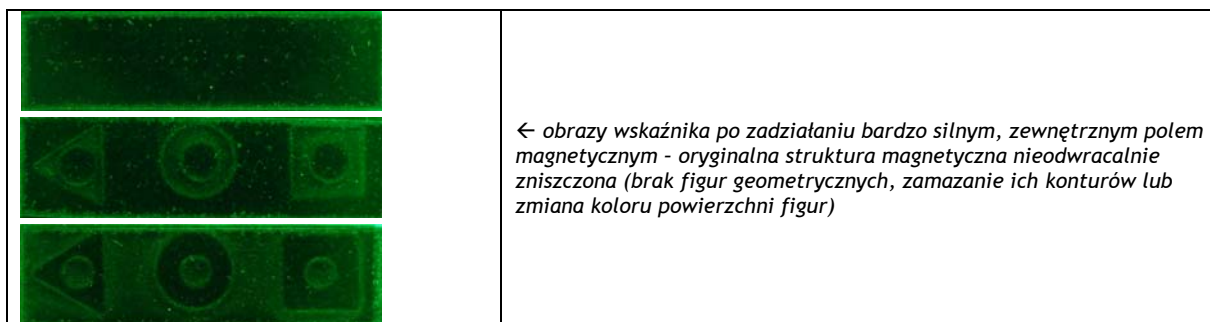 ← obrazy wskaźnika po zadziałaniu bardzo silnym, zewnętrznym polem
magnetycznym - oryginalna struktura magnetyczna nieodwracalnie
zniszczona (brak figur geometrycznych, zamazanie ich konturów lub
zmiana koloru powierzchni figur)